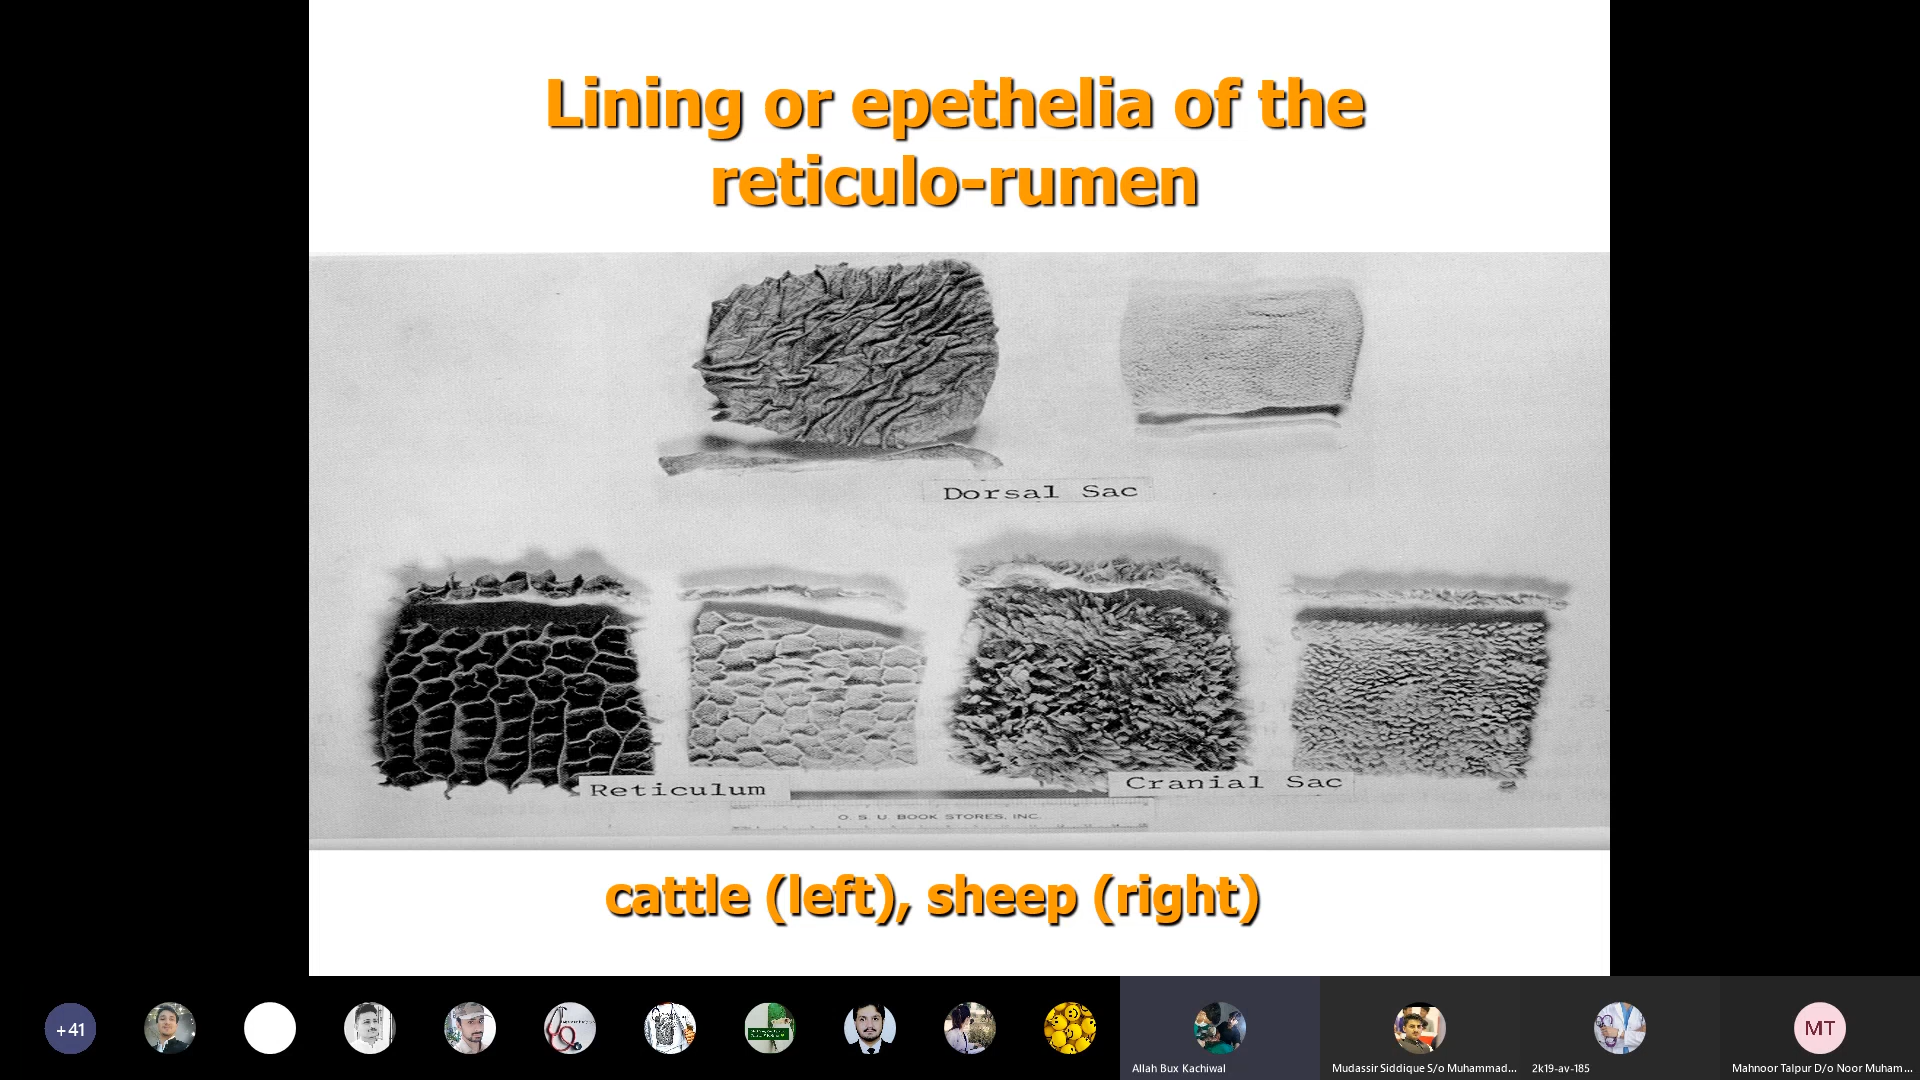 Lining or epethelia of the
reticulo-rumen
Dorsal Sac
Reticulum
Cranial Sac
O. S. U. BOOK STORES, INC.
cattle (left), sheep (right)
+41
MT
Allah Bux Kachiwal
Mudassir Siddique S/o Muhammad...
2k19-av-185
Mahnoor Talpur D/o Noor Muham...